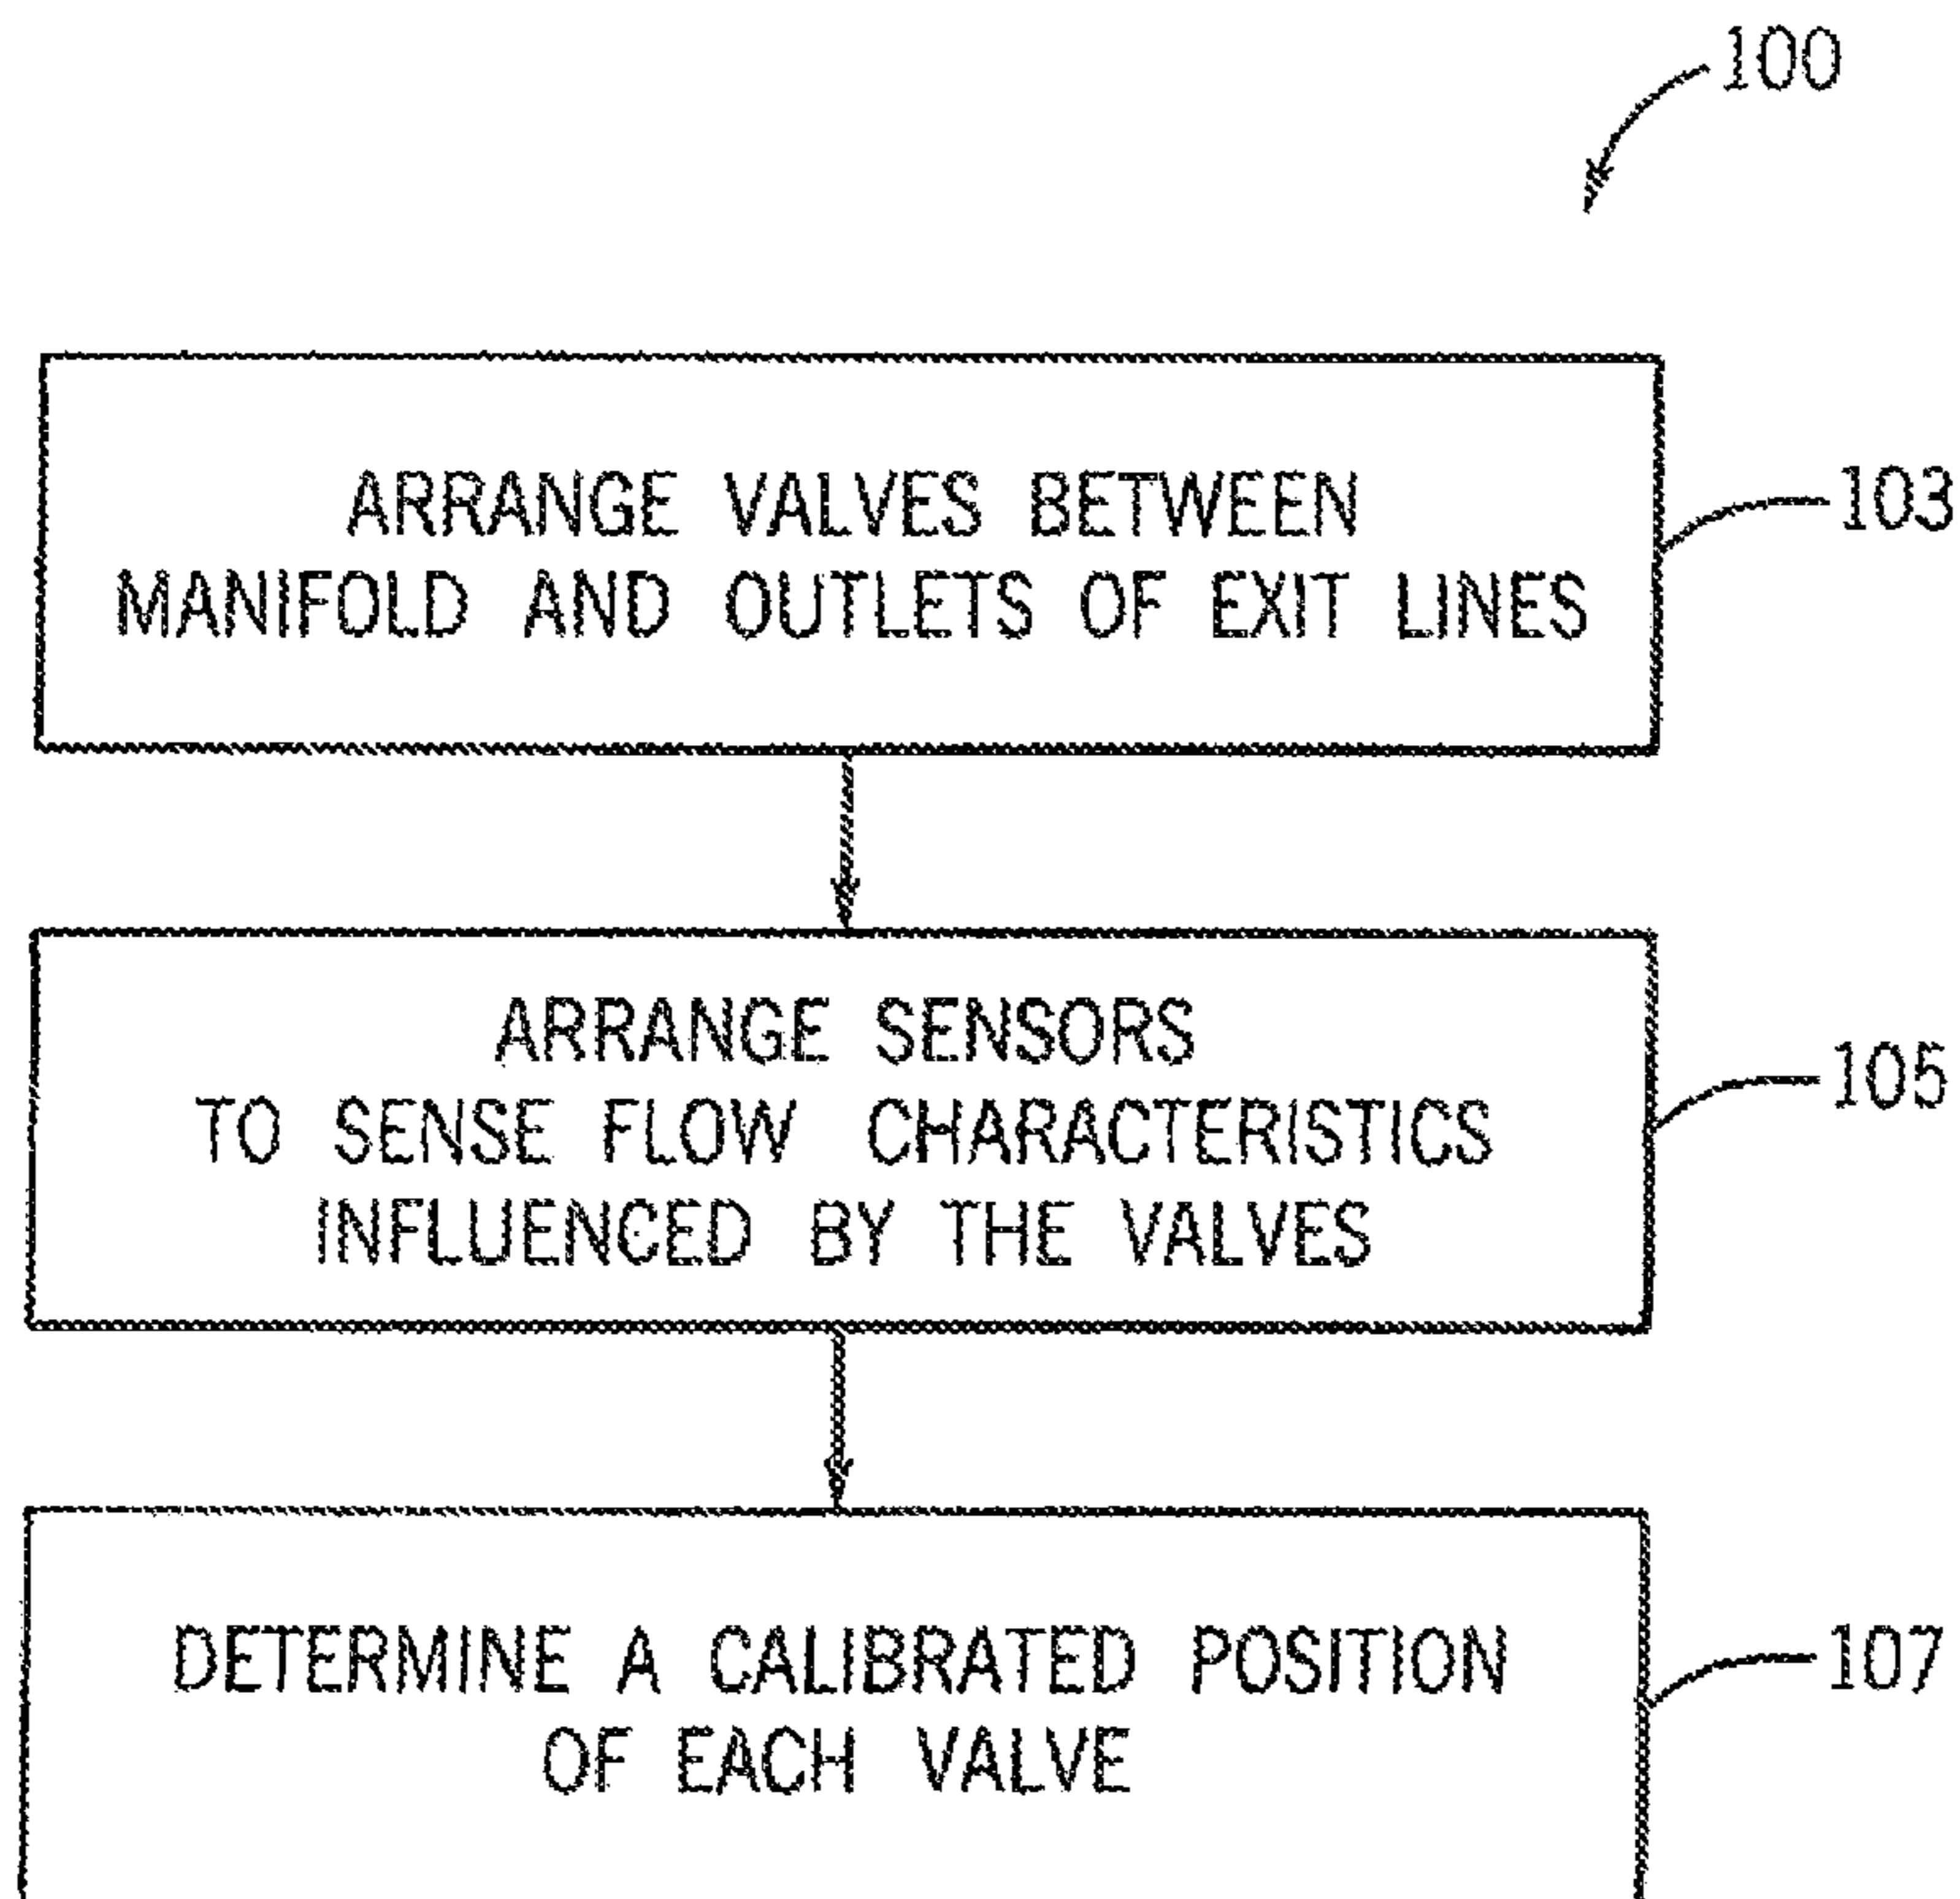 100
ARRANGE VALVES BETWEEN
MANIFOLD AND OUTLETS OF EXIT LINES
103
ARRANGE SENSORS
TO SENSE FLOW CHARACTERISTICS
INFLUENCED BY THE VALVES
105
DETERMINE A CALIBRATED POSITION
OF EACH VALVE
107